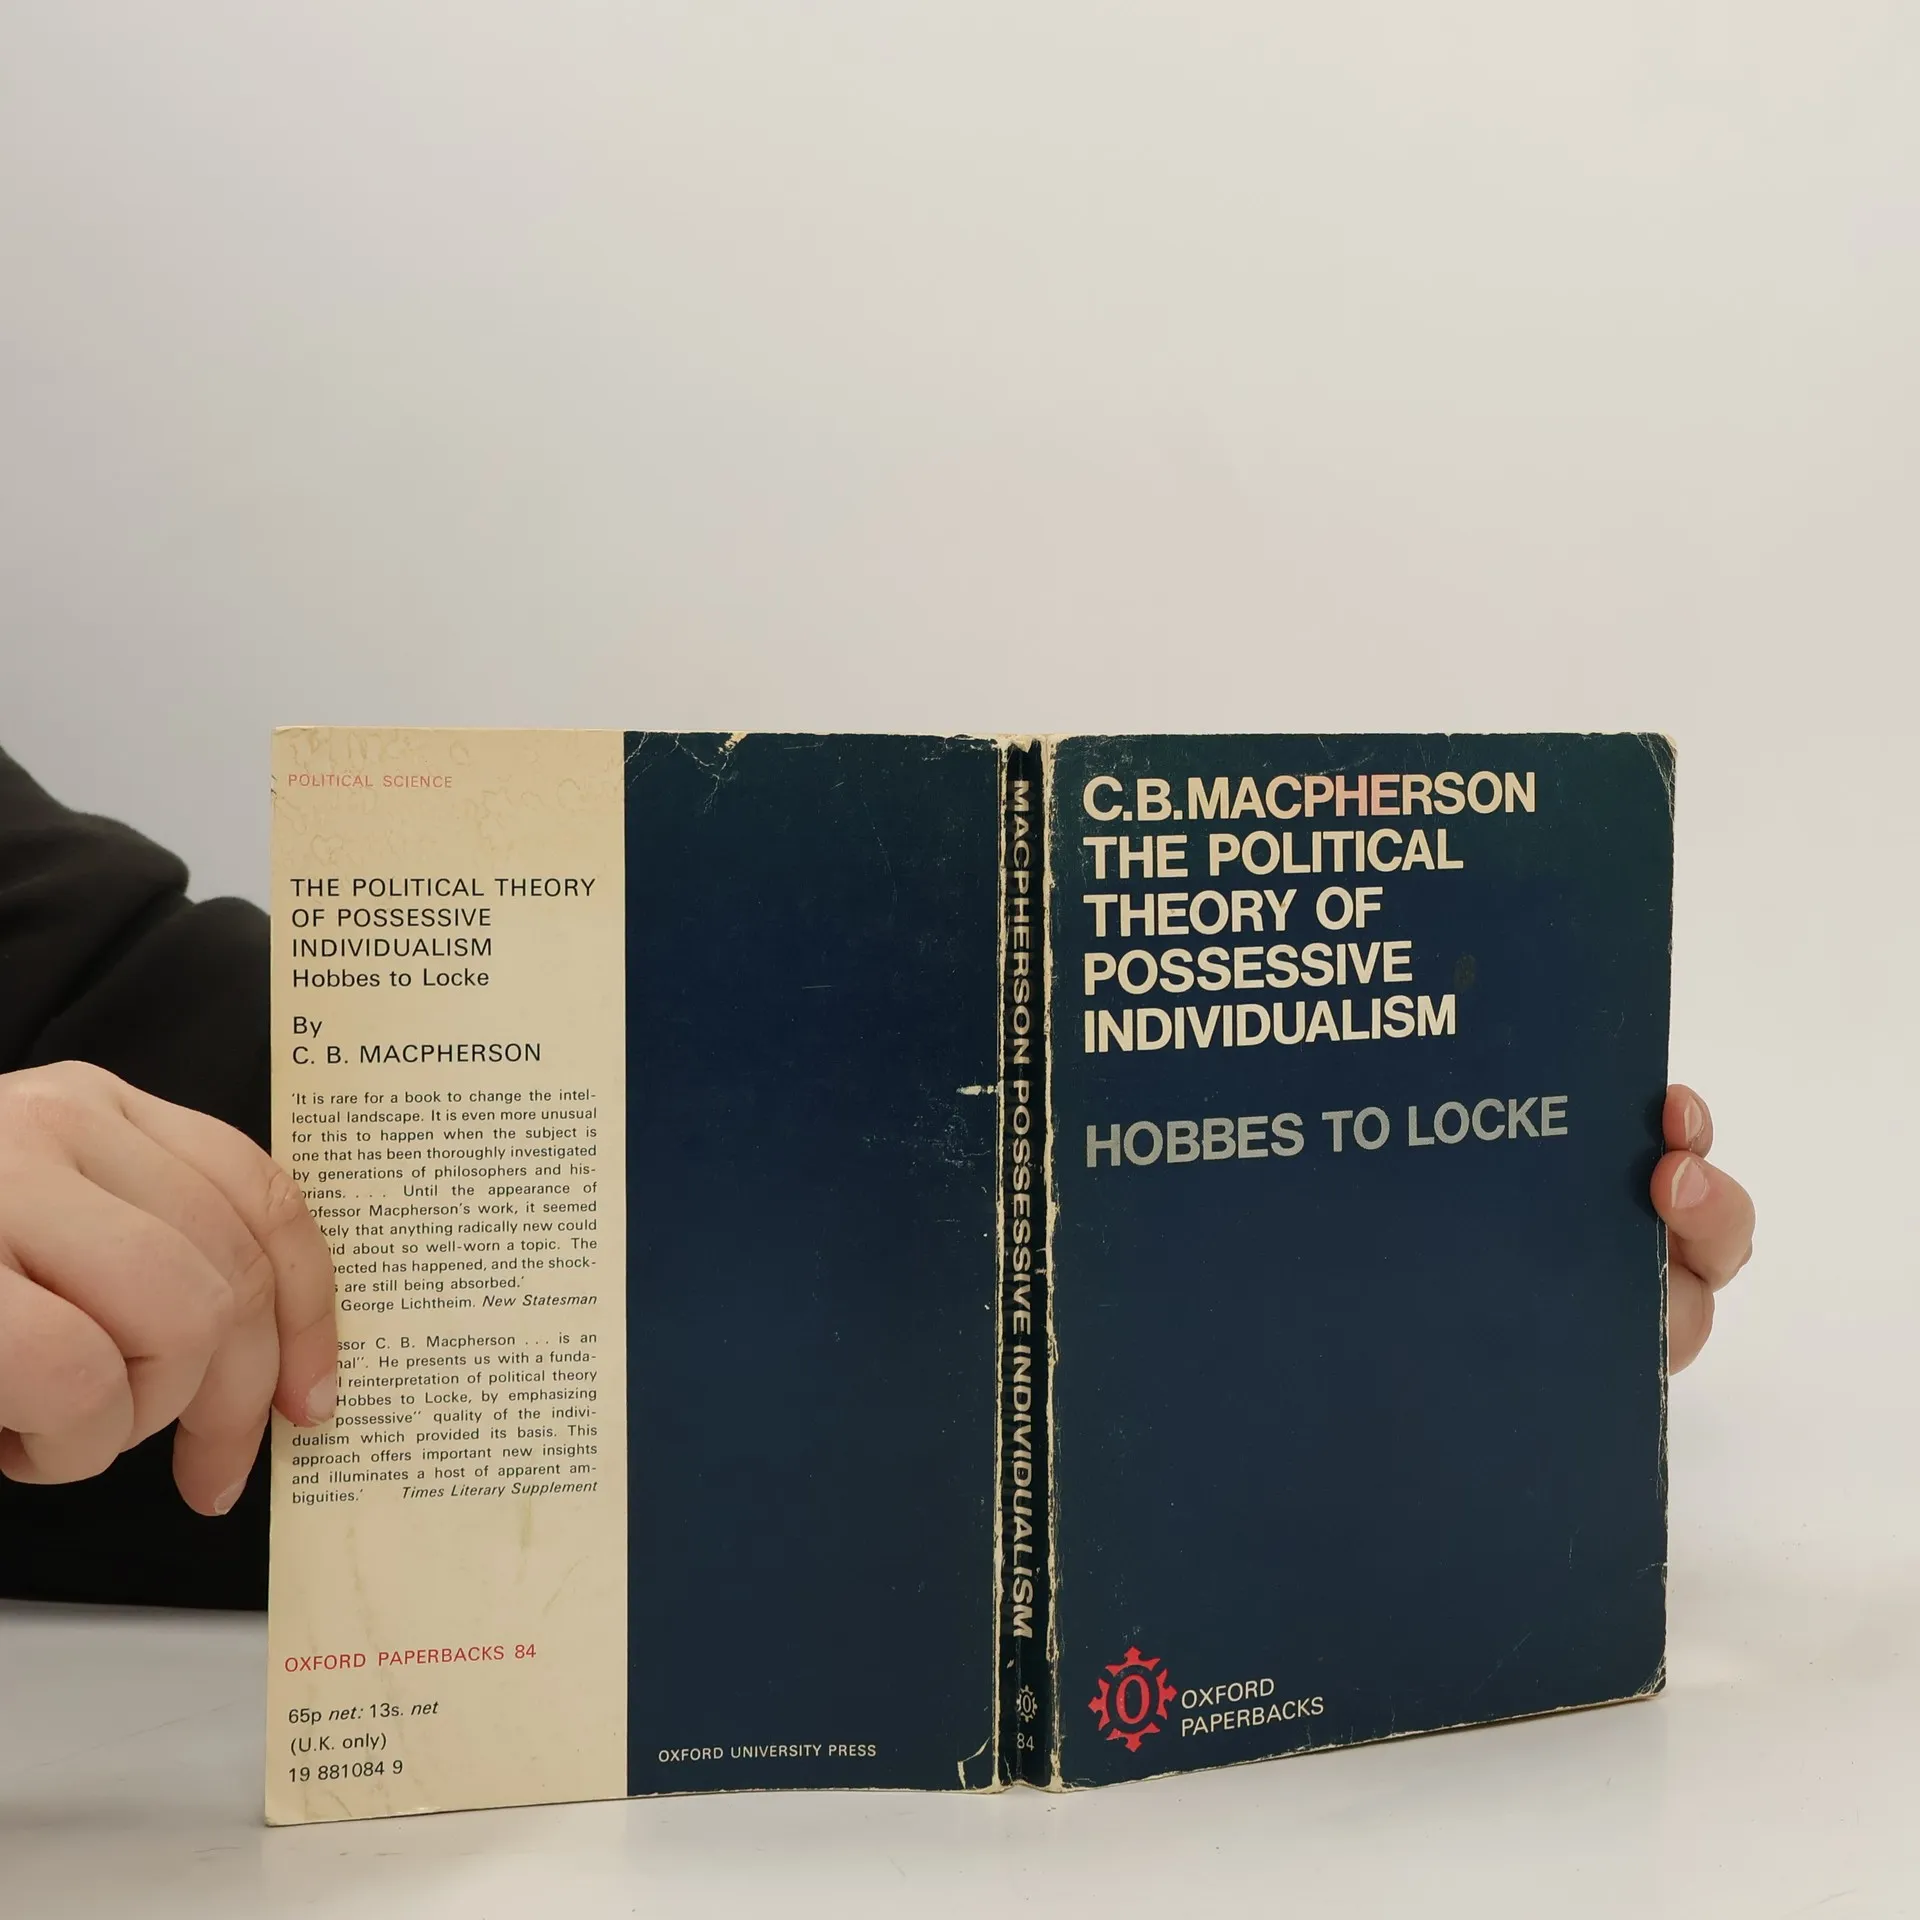 POLITICAL SCIENCE
THE POLITICAL THEORY
OF POSSESSIVE
INDIVIDUALISM
Hobbes to Locke
By
C. B. MACPHERSON
'It is rare for a book to change the intel-
lectual landscape. It is even more unusual
for this to happen when the subject is
one that has been thoroughly investigated
by generations of philosophers and his-
. . . . Until the appearance of
Macpherson's work, it seemed
that anything radically new could
about so well-worn a topic. The
has happened, and the shock-
are still being absorbed.'
George Lichtheim. New Statesman
C. B. Macpherson . . . is an
He presents us with a funda-
reinterpretation of political theory
Hobbes to Locke, by emphasizing
possessive" quality of the indivi-
dualism which provided its basis. This
approach offers important new insights
and illuminates a host of apparent am-
biguities.' Times Literary Supplement
OXFORD PAPERBACKS 84
65p net: 13s. net
(U.K. only)
19 881084 9
OXFORD UNIVERSITY PRESS
MACPHERSON POSSESSIVE INDIVIDUALISM
O
84
C.B.MACPHERSON
THE POLITICAL
THEORY OF
POSSESSIVE
INDIVIDUALISM
HOBBES TO LOCKE
O
OXFORD
PAPERBACKS